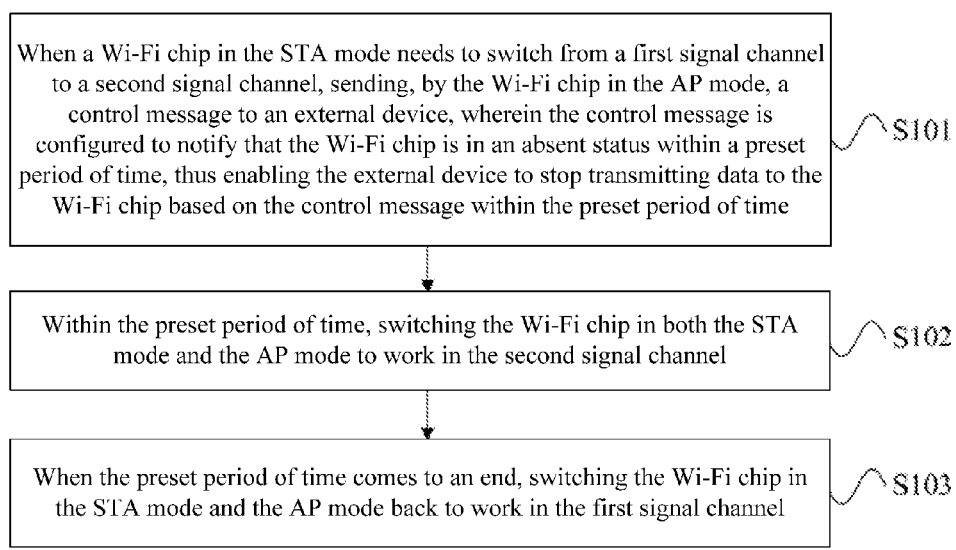 When a Wi-Fi chip in the STA mode needs to switch from a first signal channel
to a second signal channel, sending, by the Wi-Fi chip in the AP mode, a
control message to an external device, wherein the control message is
configured to notify that the Wi-Fi chip is in an absent status within a preset
period of time, thus enabling the external device to stop transmitting data to the
Wi-Fi chip based on the control message within the preset period of time
S101
Within the preset period of time, switching the Wi-Fi chip in both the STA
mode and the AP mode to work in the second signal channel
S102
When the preset period of time comes to an end, switching the Wi-Fi chip in
the STA mode and the AP mode back to work in the first signal channel
S103